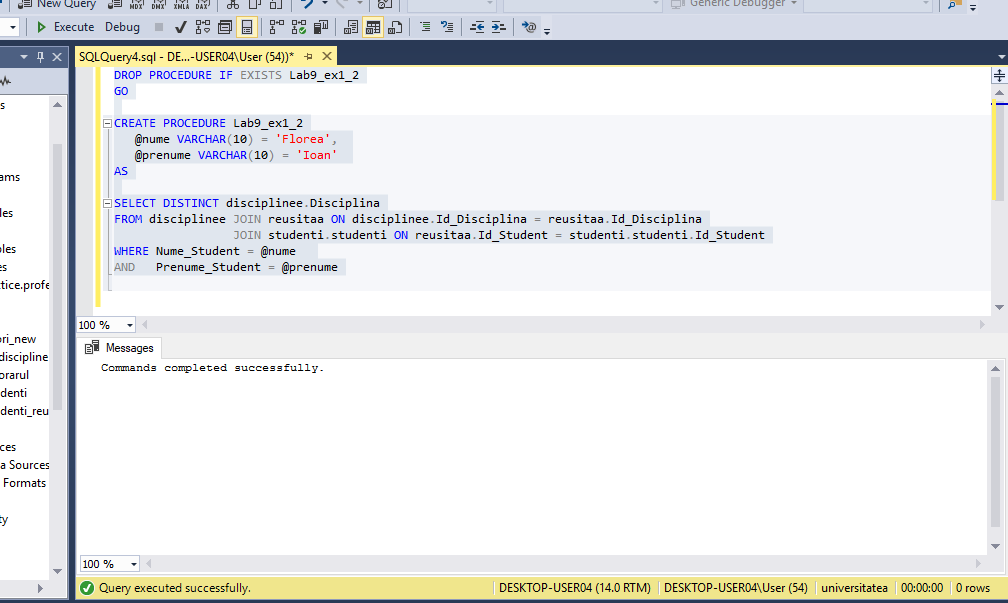 New Query MDX DMX XMLA DAX Generic Debugger
Execute Debug
SQLQuery4.sql - DE...-USER04\User (54))*
DROP PROCEDURE IF EXISTS Lab9_ex1_2
GO
CREATE PROCEDURE Lab9_ex1_2
@nume VARCHAR(10) = 'Florea',
@prenume VARCHAR(10) = 'Ioan'
AS
SELECT DISTINCT disciplinee.Disciplina
FROM disciplinee JOIN reusitaa ON disciplinee.Id_Disciplina = reusitaa.Id_Disciplina
JOIN studenti.studenti ON reusitaa.Id_Student = studenti.studenti.Id_Student
WHERE Nume_Student = @nume
AND Prenume_Student = @prenume
s
ams
les
bles
es
tice.profe
ori_new
discipline
orarul
denti
denti_reu
ces
a Sources
Formats
ty
100 %
Messages
Commands completed successfully.
100 %
Query executed successfully. DESKTOP-USER04 (14.0 RTM) DESKTOP-USER04\User (54) universitatea 00:00:00 0 rows